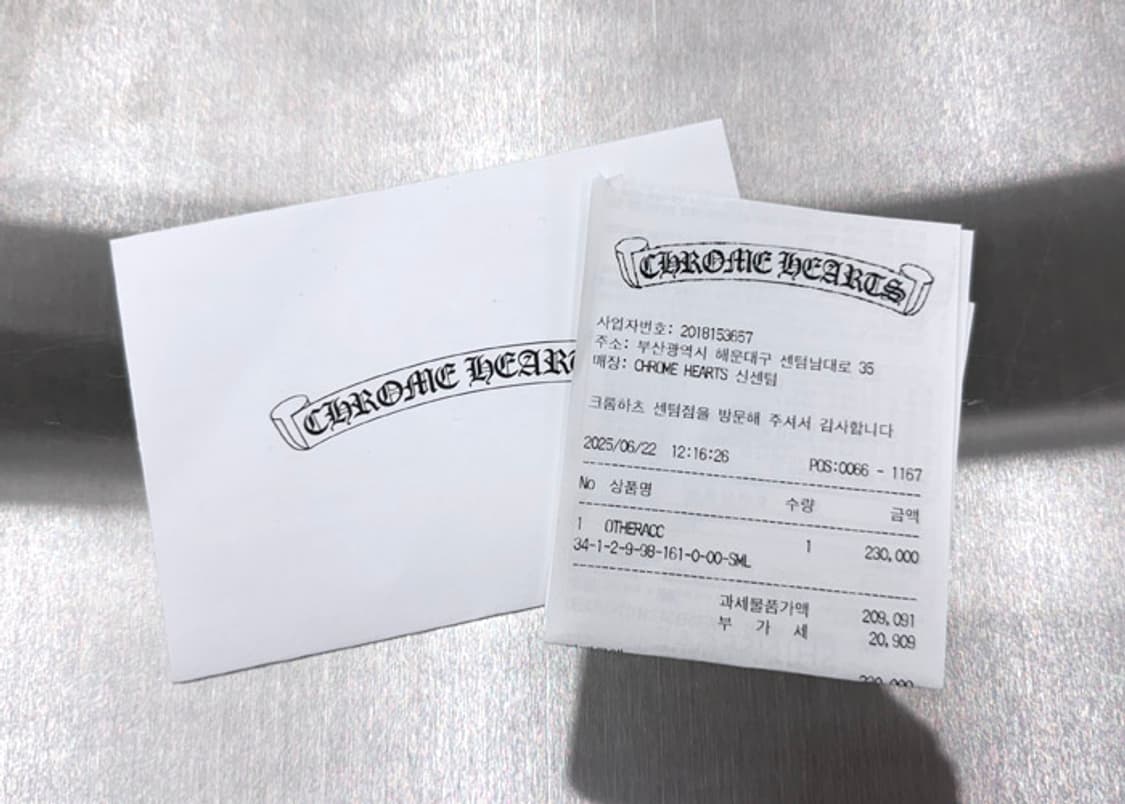 CHROME HEART
CHROME HEARTS
사업자번호: 2018153657
주소: 부산광역시 해운대구 센텀남대로 35
매장: CHROME HEARTS 신센텀
크롬하츠 센텀점을 방문해 주셔서 감사합니다
2025/06/22 12:16:26 POS:0066 - 1167
No 상품명 수량 금액
1 OTHERACC 1 230,000
34-1-2-9-98-161-0-00-SML
과세물품가액 209,091
부 가 세 20,909
230,000